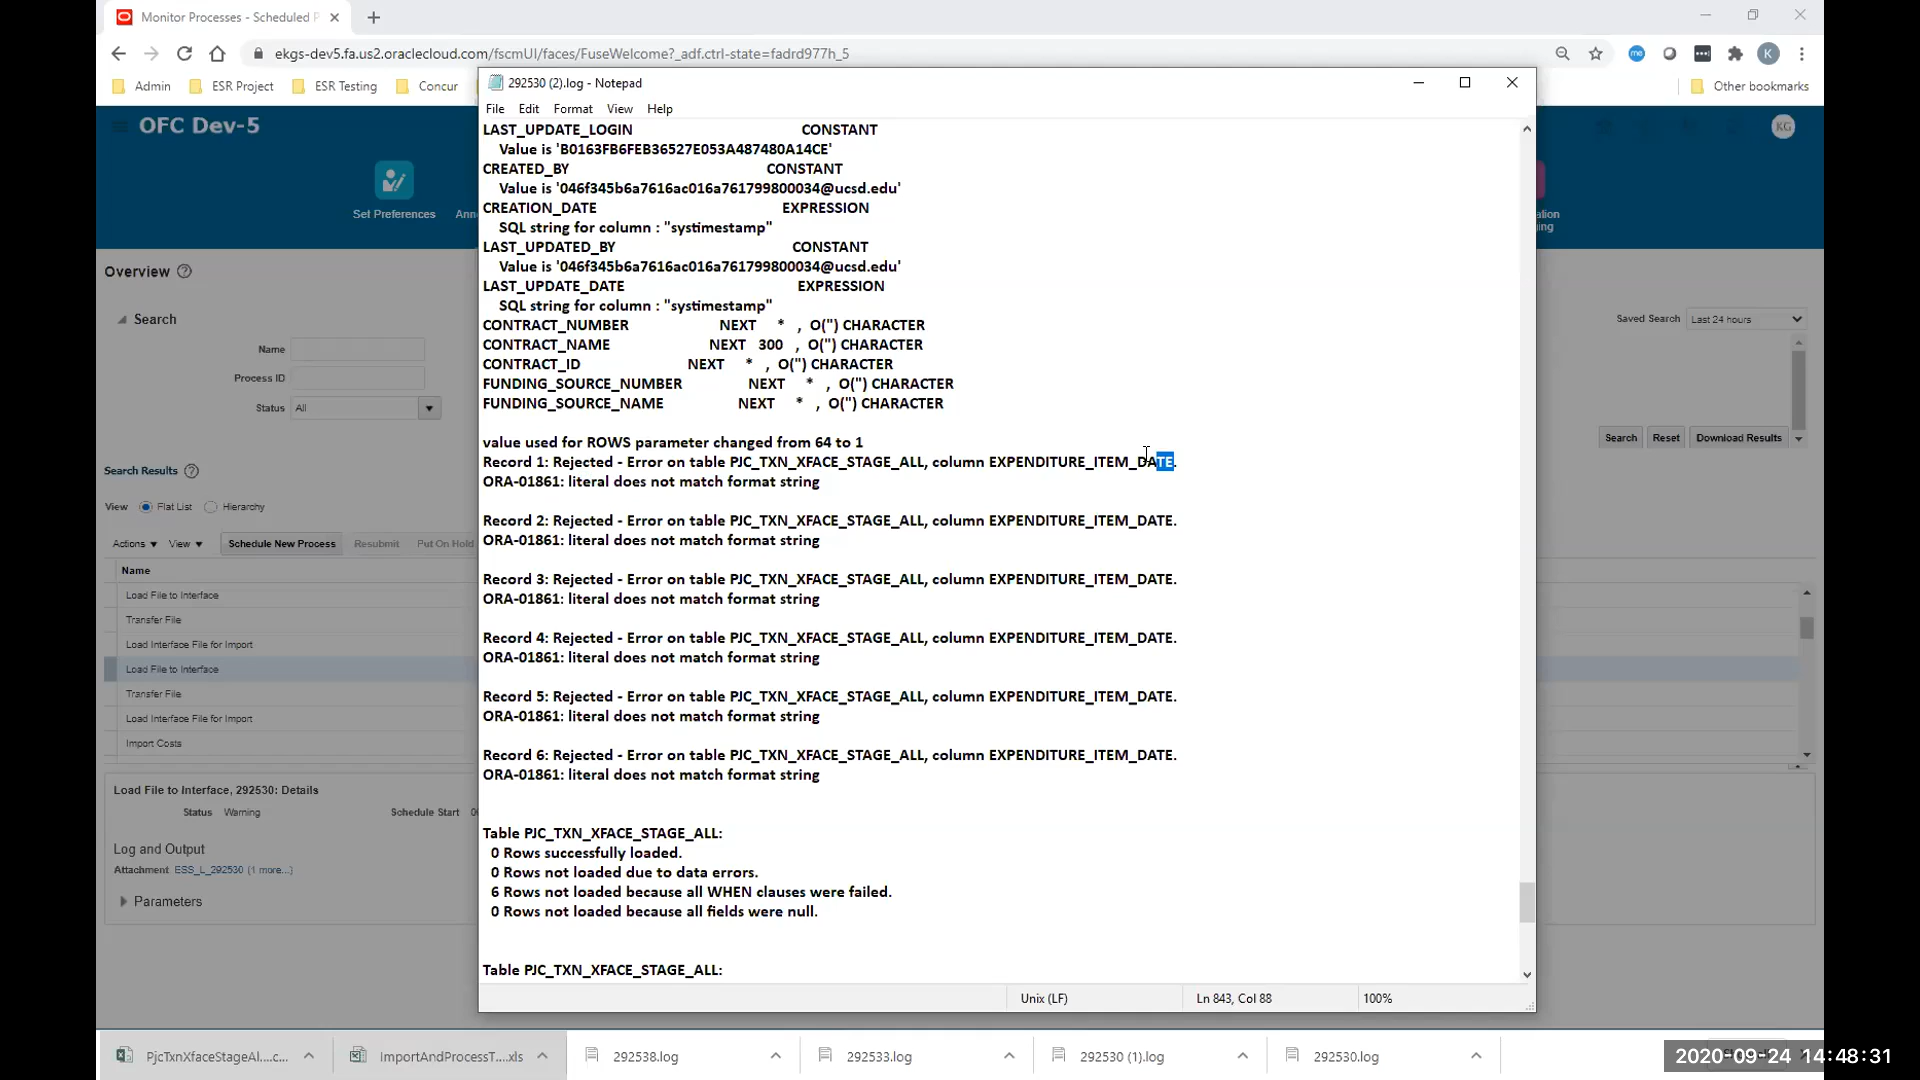 Monitor Processes - Scheduled P
ekgs-dev5.fa.us2.oraclecloud.com/fscmUI/faces/FuseWelcome?_adf.ctrl-state=fadrd977h_5
K
Admin
ESR Project
ESR Testing
Concur
Other bookmarks
292530 (2).log - Notepad
File Edit Format View Help
OFC Dev-5
KG
Set Preferences
Overview
Search
Name
Process ID
Status All
Saved Search Last 24 hours
Search Reset Download Results
Search Results
View Flat List Hierarchy
Actions View Schedule New Process Resubmit Put On Hold
Name
Load File to Interface
Transfer File
Load Interface File for Import
Load File to Interface
Transfer File
Load Interface File for Import
Import Costs
Load File to Interface, 292530: Details
Status Warning Schedule Start
Log and Output
Attachment ESS_L_292530 (1 more...)
Parameters
LAST_UPDATE_LOGIN CONSTANT
Value is 'B0163FB6FEB36527E053A487480A14CE'
CREATED_BY CONSTANT
Value is '046f345b6a7616ac016a761799800034@ucsd.edu'
CREATION_DATE EXPRESSION
SQL string for column : "systimestamp"
LAST_UPDATED_BY CONSTANT
Value is '046f345b6a7616ac016a761799800034@ucsd.edu'
LAST_UPDATE_DATE EXPRESSION
SQL string for column : "systimestamp"
CONTRACT_NUMBER NEXT * , O(") CHARACTER
CONTRACT_NAME NEXT 300 , O(") CHARACTER
CONTRACT_ID NEXT * , O(") CHARACTER
FUNDING_SOURCE_NUMBER NEXT * , O(") CHARACTER
FUNDING_SOURCE_NAME NEXT * , O(") CHARACTER
value used for ROWS parameter changed from 64 to 1
Record 1: Rejected - Error on table PJC_TXN_XFACE_STAGE_ALL, column EXPENDITURE_ITEM_DATE.
ORA-01861: literal does not match format string
Record 2: Rejected - Error on table PJC_TXN_XFACE_STAGE_ALL, column EXPENDITURE_ITEM_DATE.
ORA-01861: literal does not match format string
Record 3: Rejected - Error on table PJC_TXN_XFACE_STAGE_ALL, column EXPENDITURE_ITEM_DATE.
ORA-01861: literal does not match format string
Record 4: Rejected - Error on table PJC_TXN_XFACE_STAGE_ALL, column EXPENDITURE_ITEM_DATE.
ORA-01861: literal does not match format string
Record 5: Rejected - Error on table PJC_TXN_XFACE_STAGE_ALL, column EXPENDITURE_ITEM_DATE.
ORA-01861: literal does not match format string
Record 6: Rejected - Error on table PJC_TXN_XFACE_STAGE_ALL, column EXPENDITURE_ITEM_DATE.
ORA-01861: literal does not match format string
Table PJC_TXN_XFACE_STAGE_ALL:
0 Rows successfully loaded.
0 Rows not loaded due to data errors.
6 Rows not loaded because all WHEN clauses were failed.
0 Rows not loaded because all fields were null.
Table PJC_TXN_XFACE_STAGE_ALL:
Unix (LF) Ln 843, Col 88 100%
PjcTxnXfaceStageAl....c...
ImportAndProcessT....xls
292538.log
292533.log
292530 (1).log
292530.log
2020-09-24 14:48:31